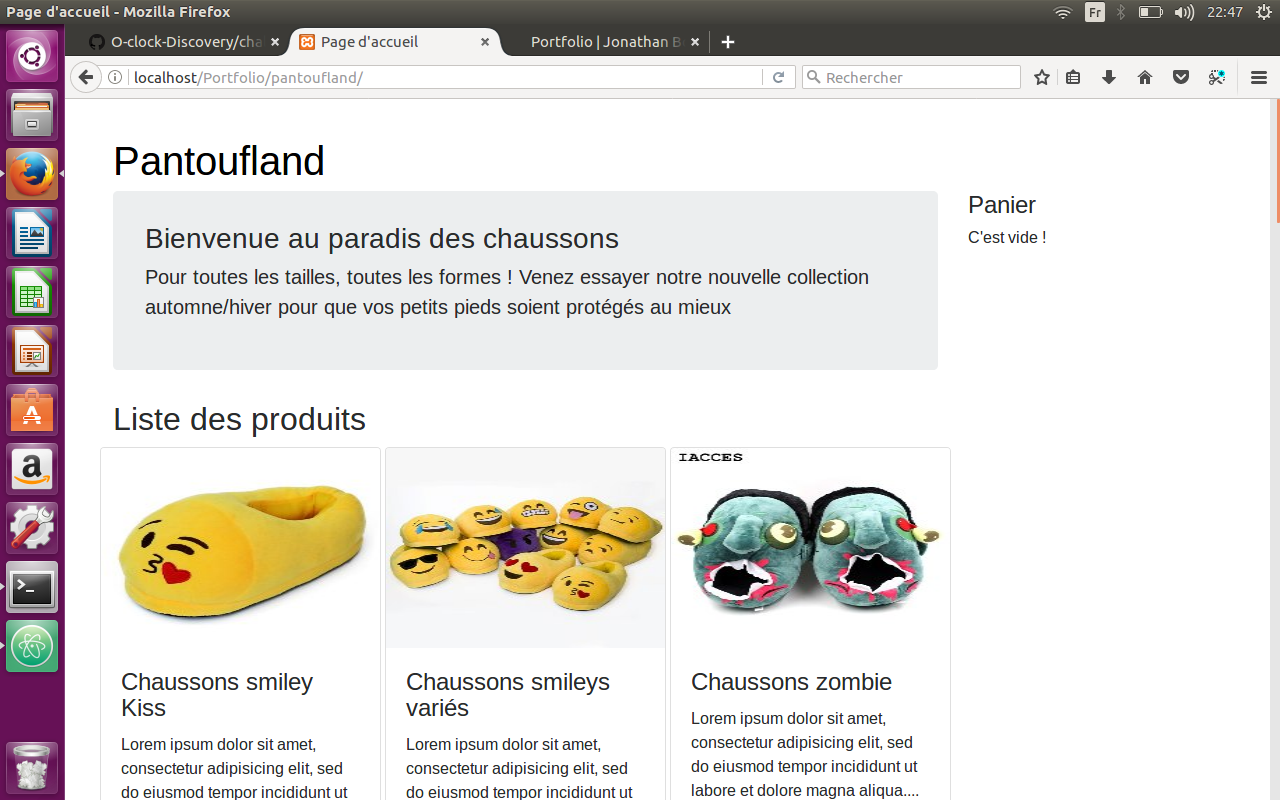 Page d'accueil - Mozilla Firefox
Fr
22:47
O-clock-Discovery/cha
Page d'accueil
Portfolio | Jonathan B
localhost/Portfolio/pantoufland/
Rechercher
Pantoufland
Bienvenue au paradis des chaussons
Pour toutes les tailles, toutes les formes ! Venez essayer notre nouvelle collection
automne/hiver pour que vos petits pieds soient protégés au mieux
Panier
C'est vide !
Liste des produits
IACCES
Chaussons smiley
Kiss
Lorem ipsum dolor sit amet,
consectetur adipisicing elit, sed
do eiusmod tempor incididunt ut
Chaussons smileys
variés
Lorem ipsum dolor sit amet,
consectetur adipisicing elit, sed
do eiusmod tempor incididunt ut
Chaussons zombie
Lorem ipsum dolor sit amet,
consectetur adipisicing elit, sed
do eiusmod tempor incididunt ut
labore et dolore magna aliqua....